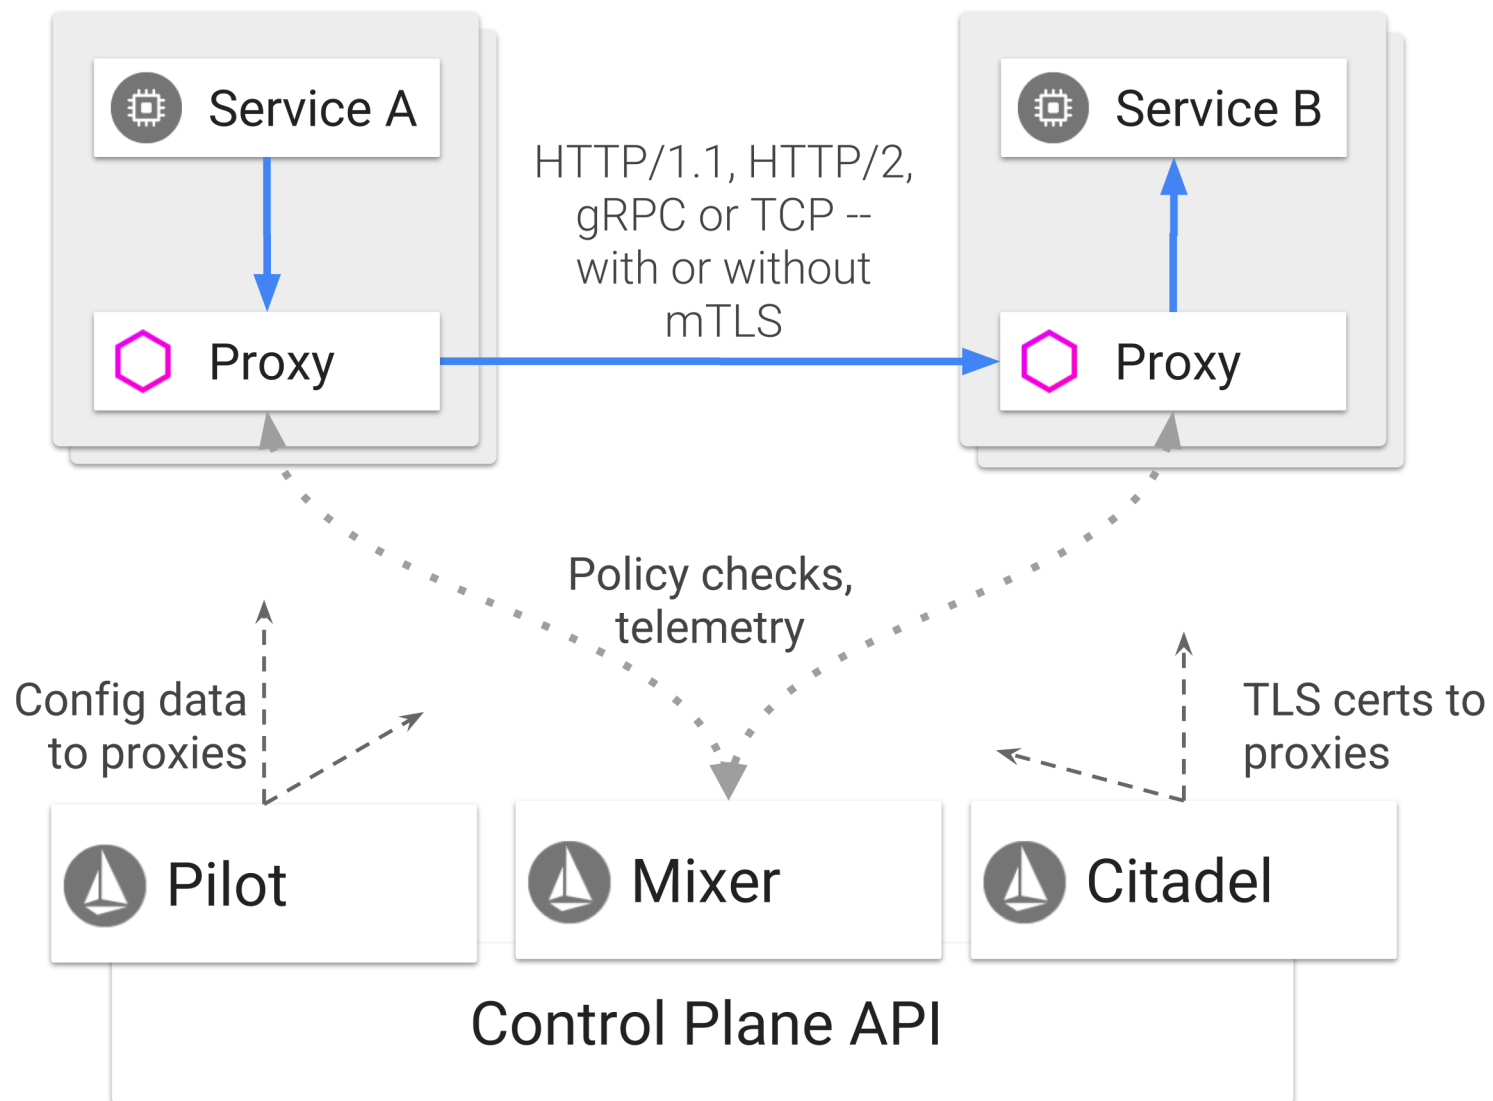 Service A
Service B
HTTP/1.1, HTTP/2,
gRPC or TCP --
with or without
mTLS
Proxy
Proxy
Policy checks,
telemetry
Config data
to proxies
TLS certs to
proxies
Pilot
Mixer
Citadel
Control Plane API